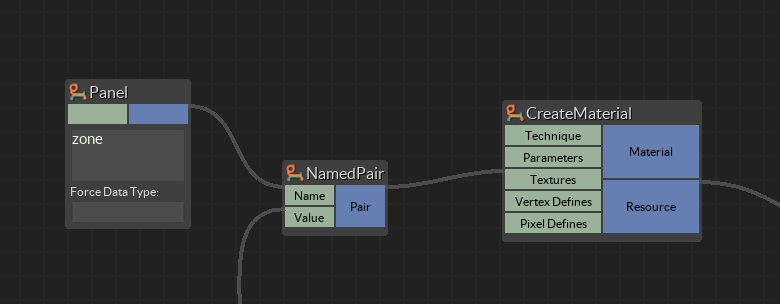 Panel
zone
Force Data Type:
NamedPair
Name
Value
Pair
CreateMaterial
Technique
Parameters
Textures
Vertex Defines
Pixel Defines
Material
Resource